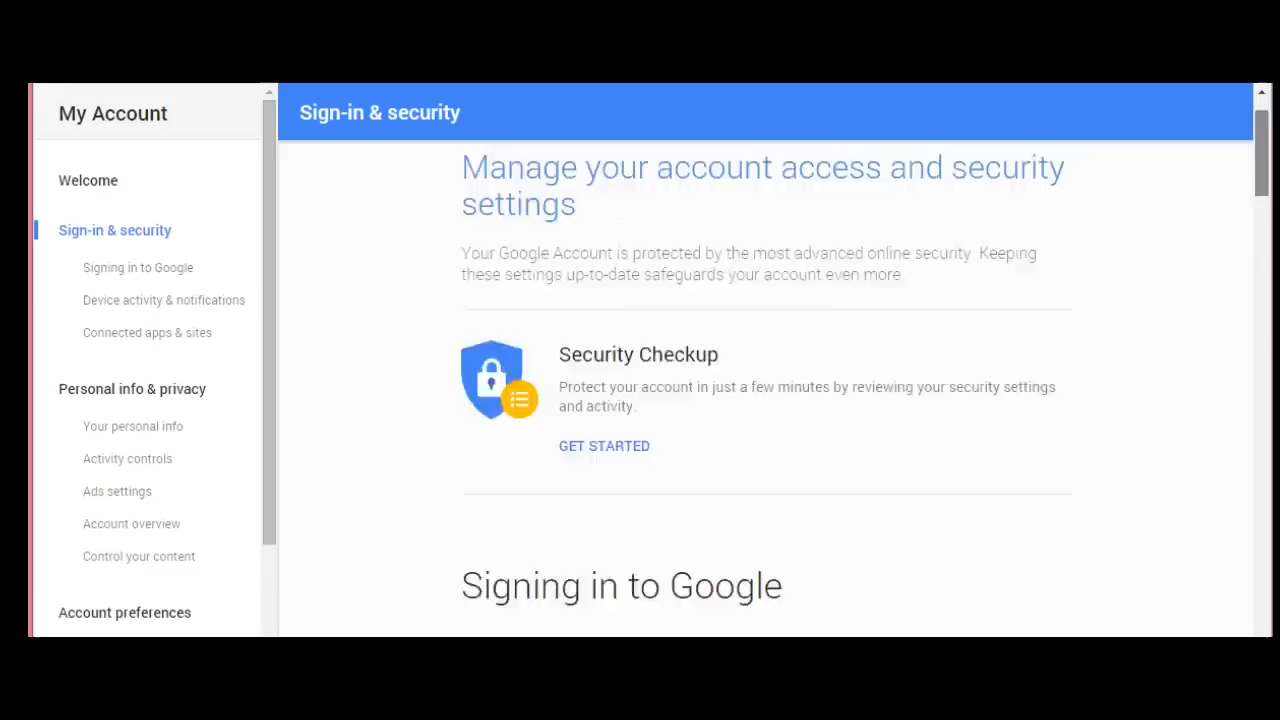 My Account
Sign-in & security
Welcome
Sign-in & security
Signing in to Google
Device activity & notifications
Connected apps & sites
Personal info & privacy
Your personal info
Activity controls
Ads settings
Account overview
Control your content
Account preferences
Manage your account access and security
settings
Your Google Account is protected by the most advanced online security. Keeping
these settings up-to-date safeguards your account even more.
Security Checkup
Protect your account in just a few minutes by reviewing your security settings
and activity.
GET STARTED
Signing in to Google